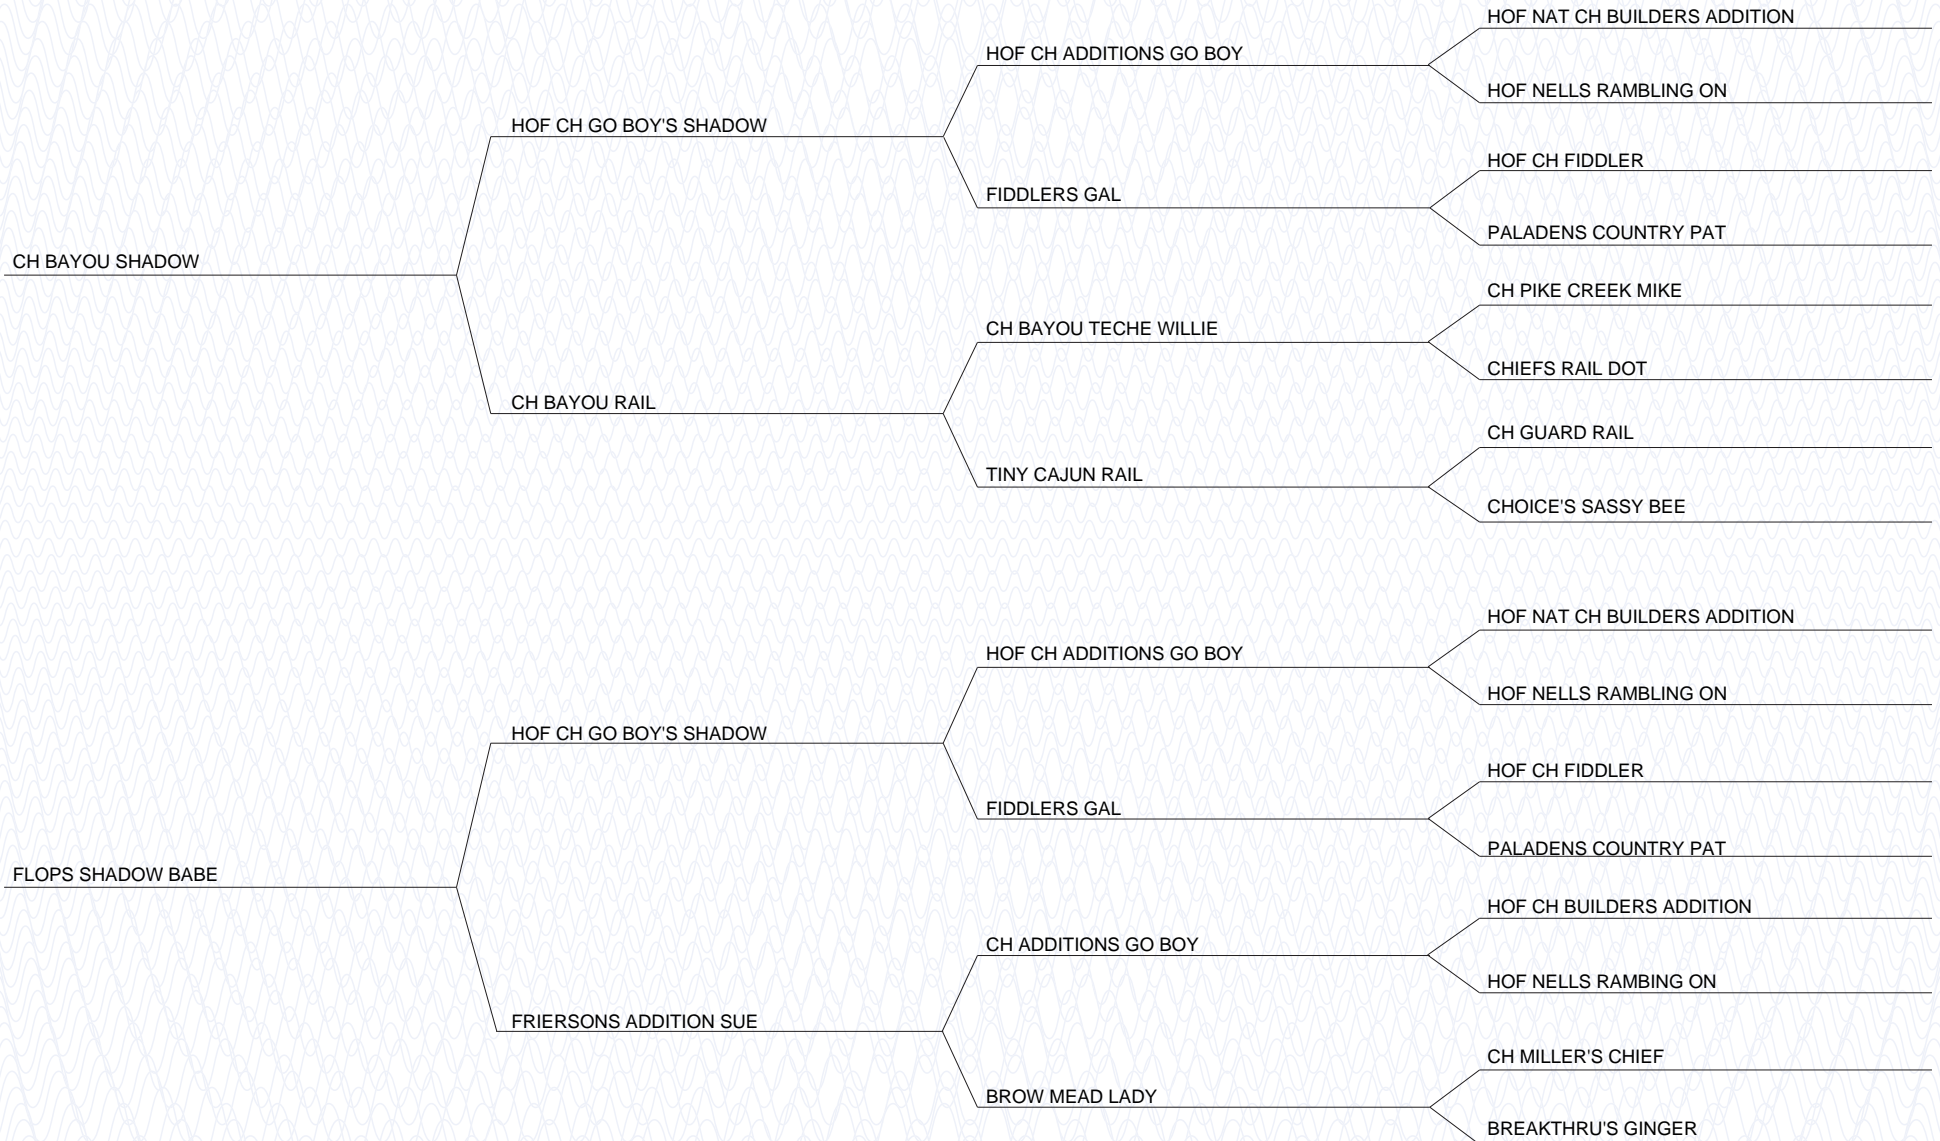 HOF NAT CH BUILDERS ADDITION
HOF CH ADDITIONS GO BOY
HOF NELLS RAMBLING ON
HOF CH GO BOY'S SHADOW
HOF CH FIDDLER
FIDDLERS GAL
PALADENS COUNTRY PAT
CH BAYOU SHADOW
CH PIKE CREEK MIKE
CH BAYOU TECHE WILLIE
CHIEFS RAIL DOT
CH BAYOU RAIL
CH GUARD RAIL
TINY CAJUN RAIL
CHOICE'S SASSY BEE
HOF NAT CH BUILDERS ADDITION
HOF CH ADDITIONS GO BOY
HOF NELLS RAMBLING ON
HOF CH GO BOY'S SHADOW
HOF CH FIDDLER
FIDDLERS GAL
PALADENS COUNTRY PAT
FLOPS SHADOW BABE
HOF CH BUILDERS ADDITION
CH ADDITIONS GO BOY
HOF NELLS RAMBING ON
FRIERSONS ADDITION SUE
CH MILLER'S CHIEF
BROW MEAD LADY
BREAKTHRU'S GINGER